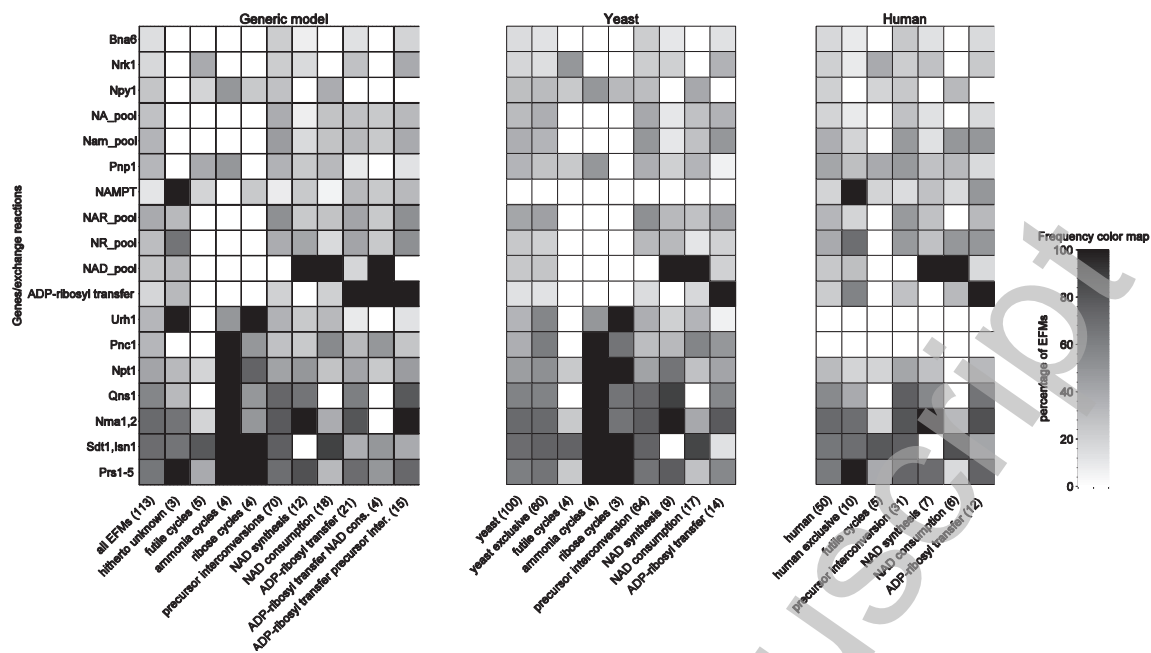 Generic model
Yeast
Human
Genes/exchange reactions
Bna6
Nrk1
Npy1
NA_pool
Nam_pool
Pnp1
NAMPT
NAR_pool
NR_pool
NAD_pool
ADP-ribosyl transfer
Urh1
Pnc1
Npt1
Qns1
Nma1,2
Sdt1,Isn1
Prs1-5
all EFMs (113)
hitherto unknown (3)
futile cycles (5)
ammonia cycles (4)
ribose cycles (4)
precursor interconversions (70)
NAD synthesis (12)
NAD consumption (18)
ADP-ribosyl transfer (21)
ADP-ribosyl transfer NAD cons. (4)
ADP-ribosyl transfer precursor inter. (15)
yeast (100)
yeast exclusive (60)
futile cycles (4)
ammonia cycles (4)
ribose cycles (3)
precursor interconversion (64)
NAD synthesis (9)
NAD consumption (17)
ADP-ribosyl transfer (14)
human (50)
human exclusive (10)
futile cycles (5)
precursor interconversion (31)
NAD synthesis (7)
NAD consumption (8)
ADP-ribosyl transfer (12)
Frequency color map
100
80
60
40
20
0
percentage of EFMs
uscript